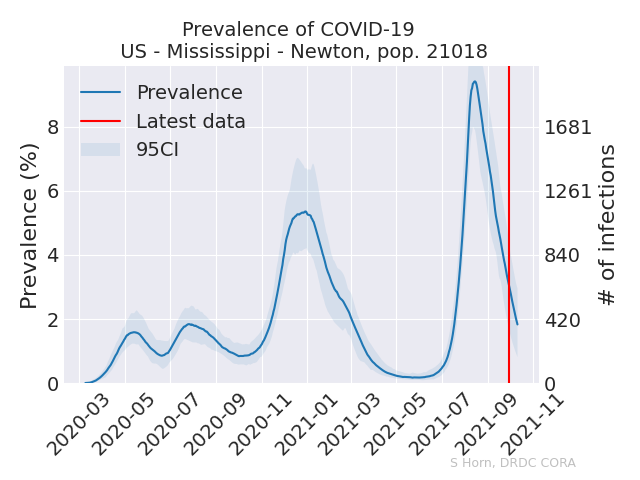 Prevalence of COVID-19
US - Mississippi - Newton, pop. 21018
Prevalence
Latest data
95CI
Prevalence (%)
8
6
4
2
0
1681
1261
840
420
0
# of infections
2020-03
2020-05
2020-07
2020-09
2020-11
2021-01
2021-03
2021-05
2021-07
2021-09
2021-11
S Horn, DRDC CORA